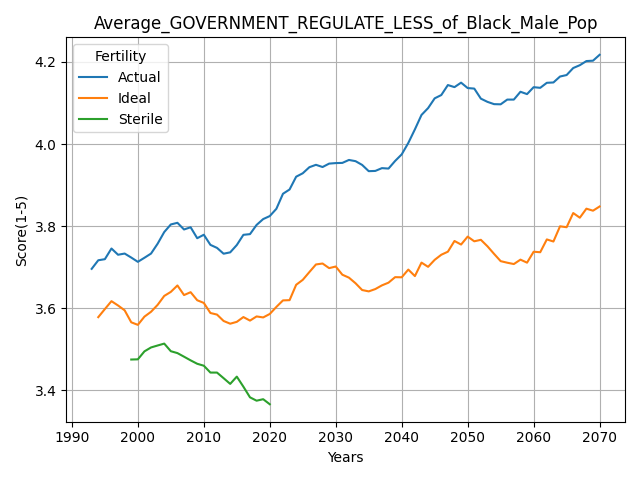 Average_GOVERNMENT_REGULATE_LESS_of_Black_Male_Pop
Fertility
Actual
Ideal
Sterile
Score(1-5)
4.2
4.0
3.8
3.6
3.4
1990 2000 2010 2020 2030 2040 2050 2060 2070
Years